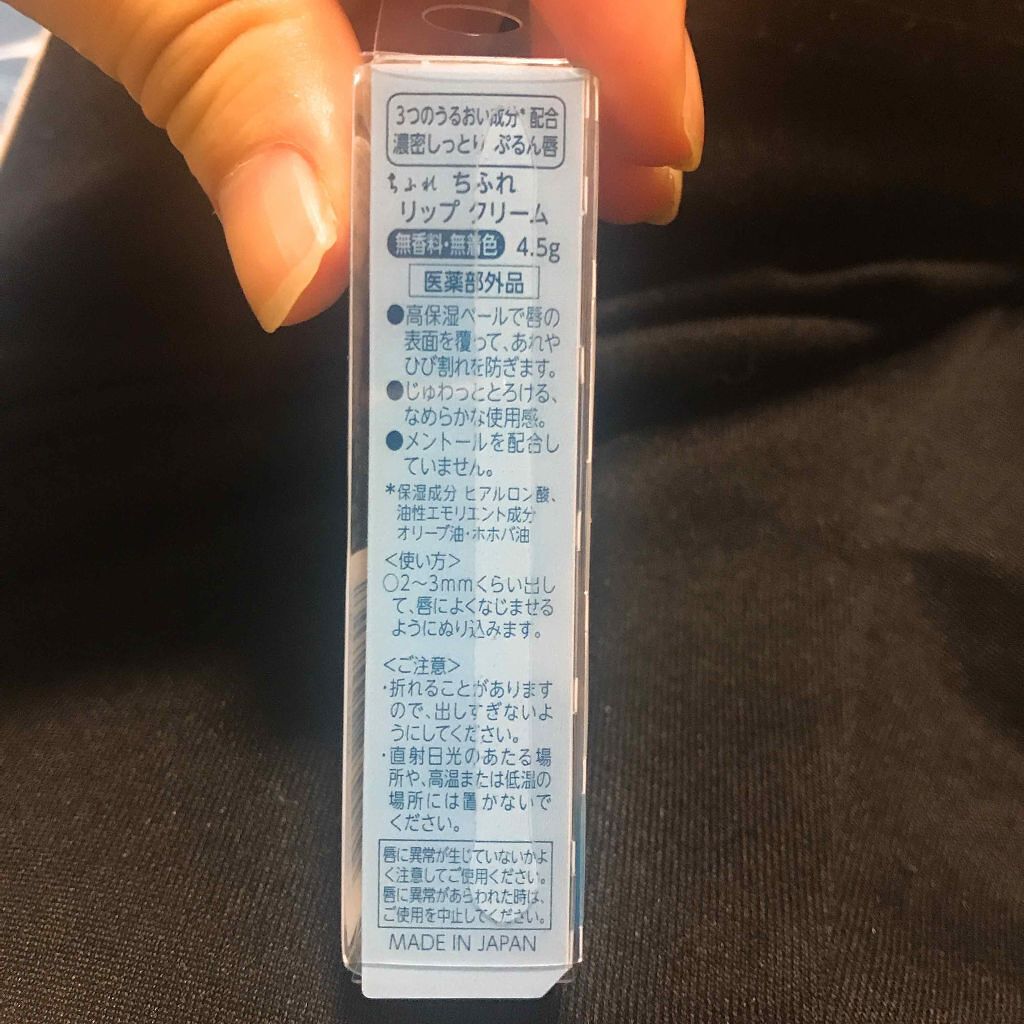 3つのうるおい成分* 配合
濃密しっとり ぷるん唇
ちふれ ちふれ
リップ クリーム
無香料・無着色 4.5g
医薬部外品
●高保湿ベールで唇の
表面を覆って、あれや
ひび割れを防ぎます。
●じゅわっととろける、
なめらかな使用感。
●メントールを配合し
ていません。
*保湿成分 ヒアルロン酸、
油性エモリエント成分
オリーブ油・ホホバ油
<使い方>
○2～3mmくらい出し
て、唇によくなじませる
ようにぬり込みます。
<ご注意>
・折れることがあります
ので、出しすぎないよ
うにしてください。
・直射日光のあたる場
所や、高温または低温の
場所には置かないで
ください。
唇に異常が生じていないかよ
く注意してご使用ください。
唇に異常があらわれた時は、
ご使用を中止してください。
MADE IN JAPAN